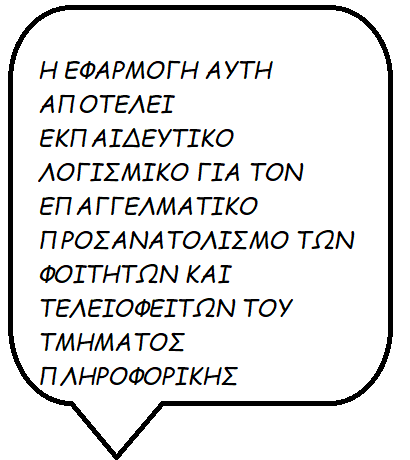 Η ΕΦΑΡΜΟΓΗ ΑΥΤΗ
ΑΠΟΤΕΛΕΙ
ΕΚΠΑΙΔΕΥΤΙΚΟ
ΛΟΓΙΣΜΙΚΟ ΓΙΑ ΤΟΝ
ΕΠΑΓΓΕΛΜΑΤΙΚΟ
ΠΡΟΣΑΝΑΤΟΛΙΣΜΟ ΤΩΝ
ΦΟΙΤΗΤΩΝ ΚΑΙ
ΤΕΛΕΙΟΦΕΙΤΩΝ ΤΟΥ
ΤΜΗΜΑΤΟΣ
ΠΛΗΡΟΦΟΡΙΚΗΣ